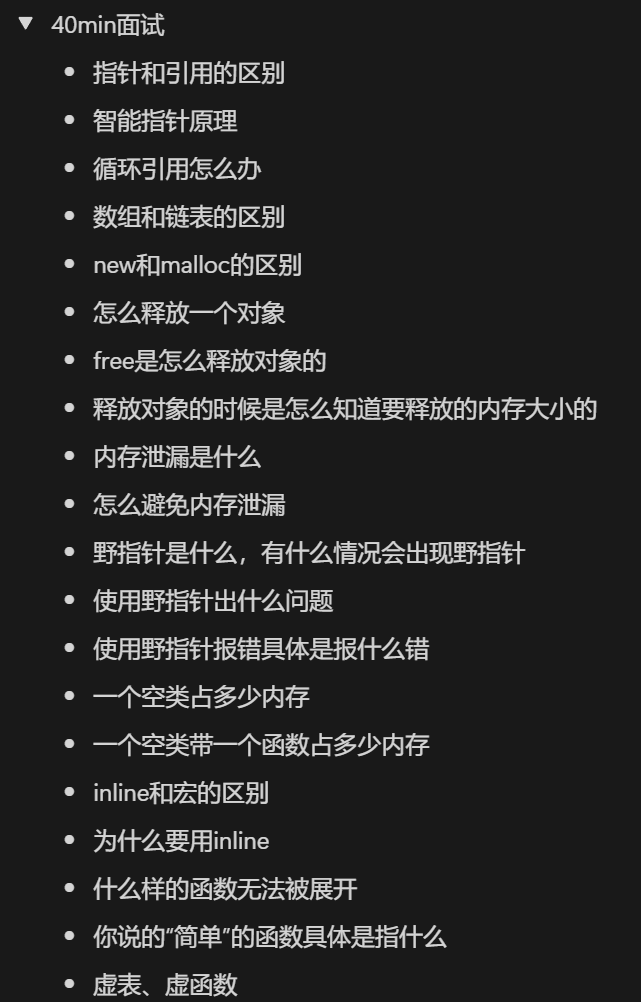 40min面试
指针和引用的区别
智能指针原理
循环引用怎么办
数组和链表的区别
new和malloc的区别
怎么释放一个对象
free是怎么释放对象的
释放对象的时候是怎么知道要释放的内存大小的
内存泄漏是什么
怎么避免内存泄漏
野指针是什么，有什么情况会出现野指针
使用野指针出什么问题
使用野指针报错具体是报什么错
一个空类占多少内存
一个空类带一个函数占多少内存
inline和宏的区别
为什么要用inline
什么样的函数无法被展开
你说的“简单”的函数具体是指什么
虚表、虚函数